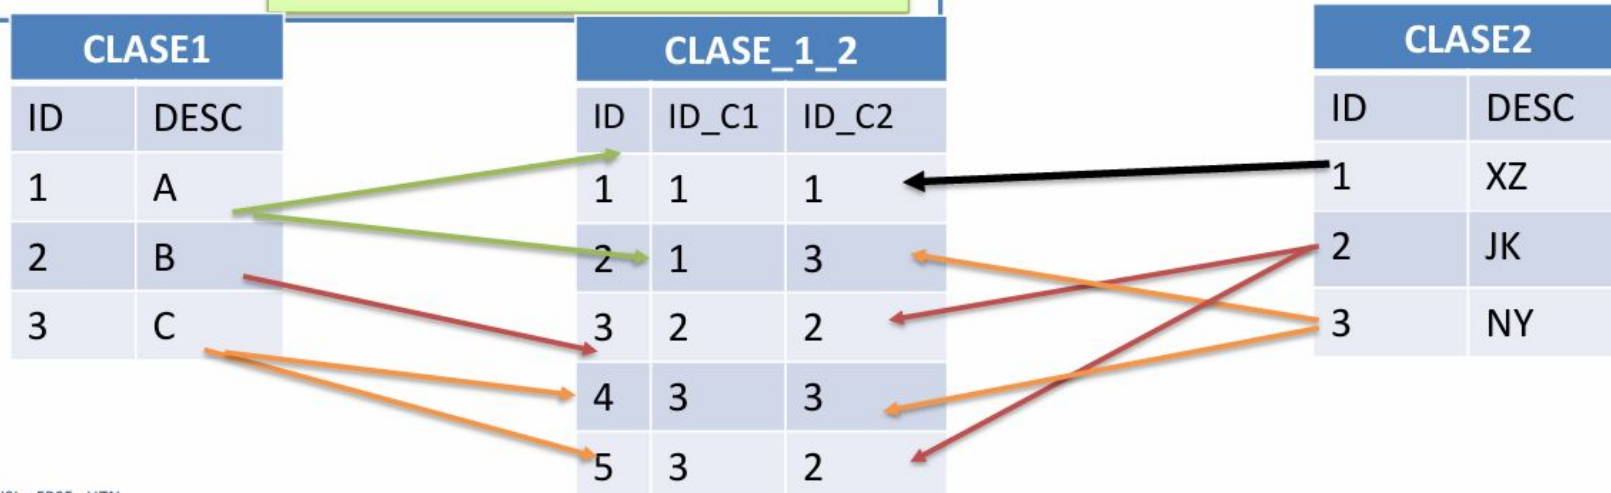 CLASE1
ID DESC
1 A
2 B
3 C
CLASE_1_2
ID ID_C1 ID_C2
1 1 1
2 1 3
3 2 2
4 3 3
5 3 2
CLASE2
ID DESC
1 XZ
2 JK
3 NY